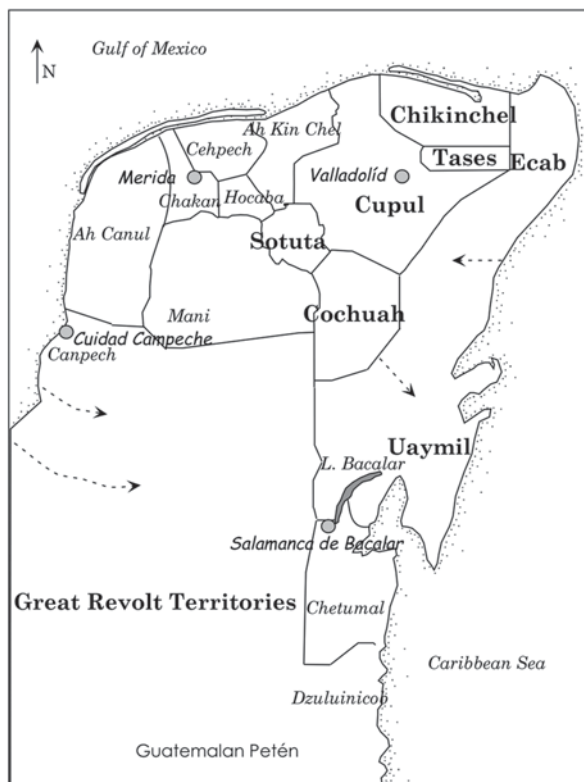 Gulf of Mexico
N
Chikinchel
Ah Kin Chel
Cehpech
Tases
Ecab
Merida
Valladolíd
Chakan
Hocaba
Cupul
Ah Canul
Sotuta
Mani
Cochuah
Cuidad Campeche
Canpech
Uaymil
L. Bacalar
Salamanca de Bacalar
Great Revolt Territories
Chetumal
Caribbean Sea
Dzuluinicob
Guatemalan Petén